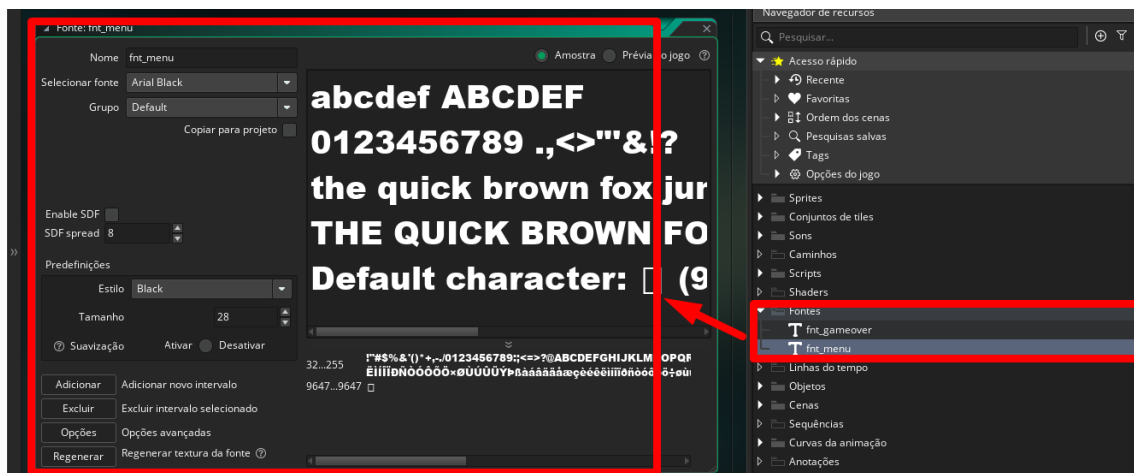 Fonte: fnt_menu
Nome fnt_menu
Selecionar fonte Arial Black
Grupo Default
Copiar para projeto
Enable SDF
SDF spread 8
Predefinições
Estilo Black
Tamanho 28
Suavização Ativar Desativar
Adicionar Adicionar novo intervalo
Excluir Excluir intervalo selecionado
Opções Opções avançadas
Regenerar Regenerar textura da fonte
Amostra Prévia jogo
abcdef ABCDEF
0123456789 .,<>"'&!?
the quick brown fox jur
THE QUICK BROWN FO
Default character: □ (9
32...255 !"#$%&'()*+,-./0123456789:;<=>?@ABCDEFGHIJKLM OPQR
9647...9647 □
Navegador de recursos
Pesquisar...
Acesso rápido
Recente
Favoritas
Ordem dos cenas
Pesquisas salvas
Tags
Opções do jogo
Sprites
Conjuntos de tiles
Sons
Caminhos
Scripts
Shaders
Fontes
fnt_gameover
fnt_menu
Linhas do tempo
Objetos
Cenas
Sequências
Curvas da animação
Anotações